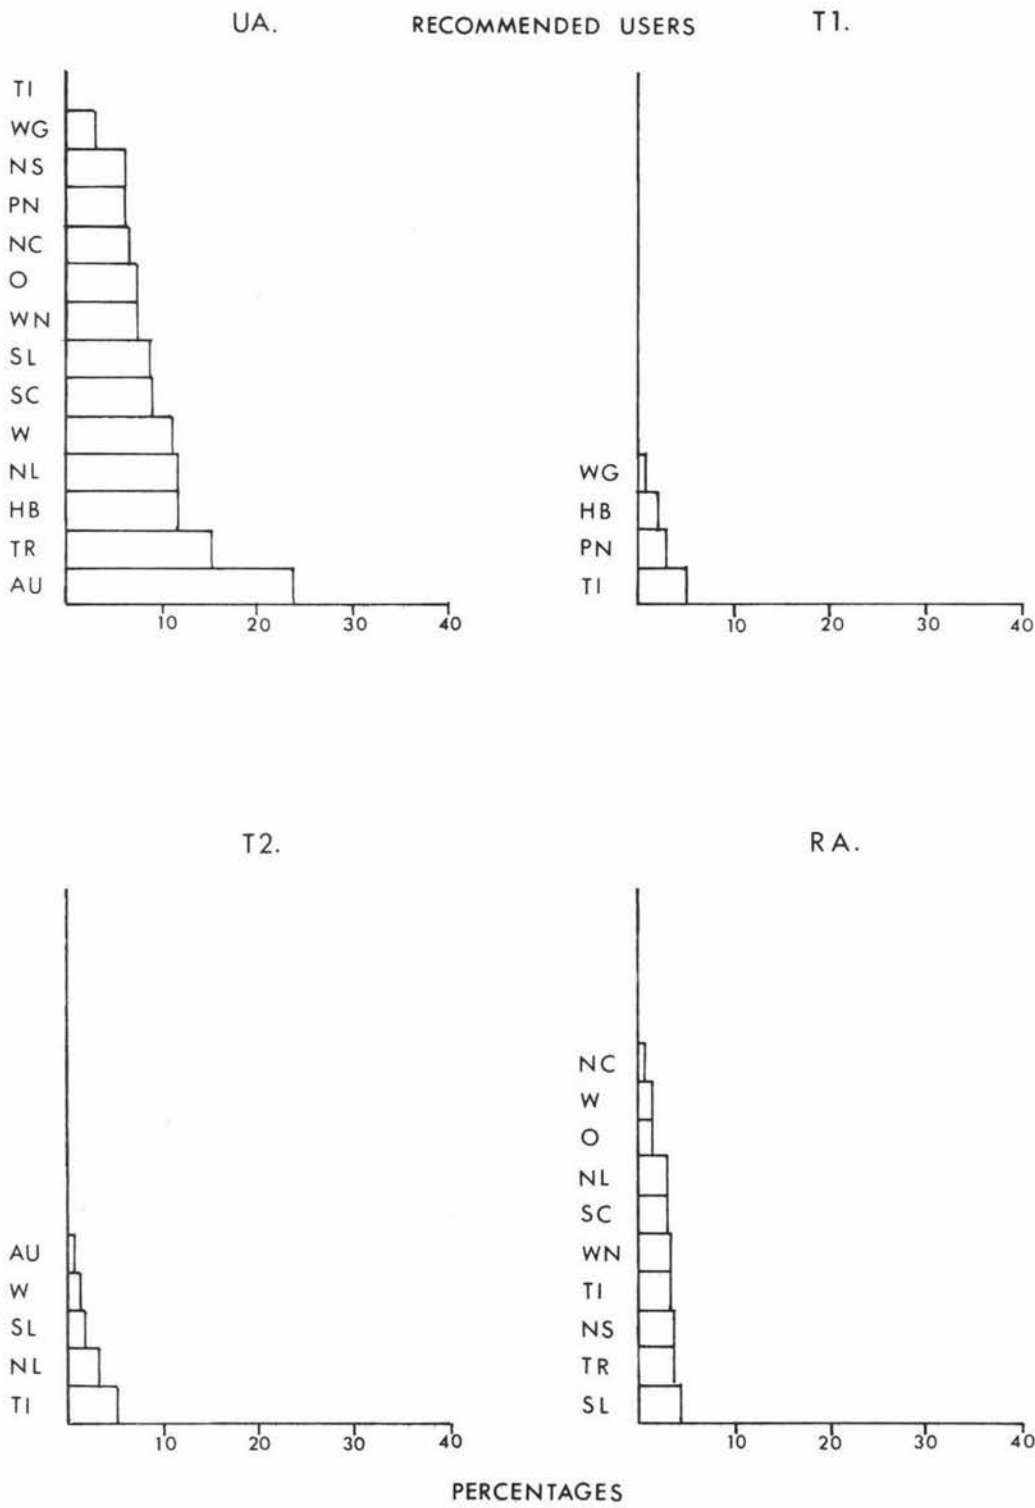 UA. RECOMMENDED USERS T1.
TI
WG
NS
PN
NC
O
WN
SL
SC
W
NL
HB
TR
AU
10 20 30 40
WG
HB
PN
TI
10 20 30 40
T2. RA.
AU
W
SL
NL
TI
10 20 30 40
NC
W
O
NL
SC
WN
TI
NS
TR
SL
10 20 30 40
PERCENTAGES